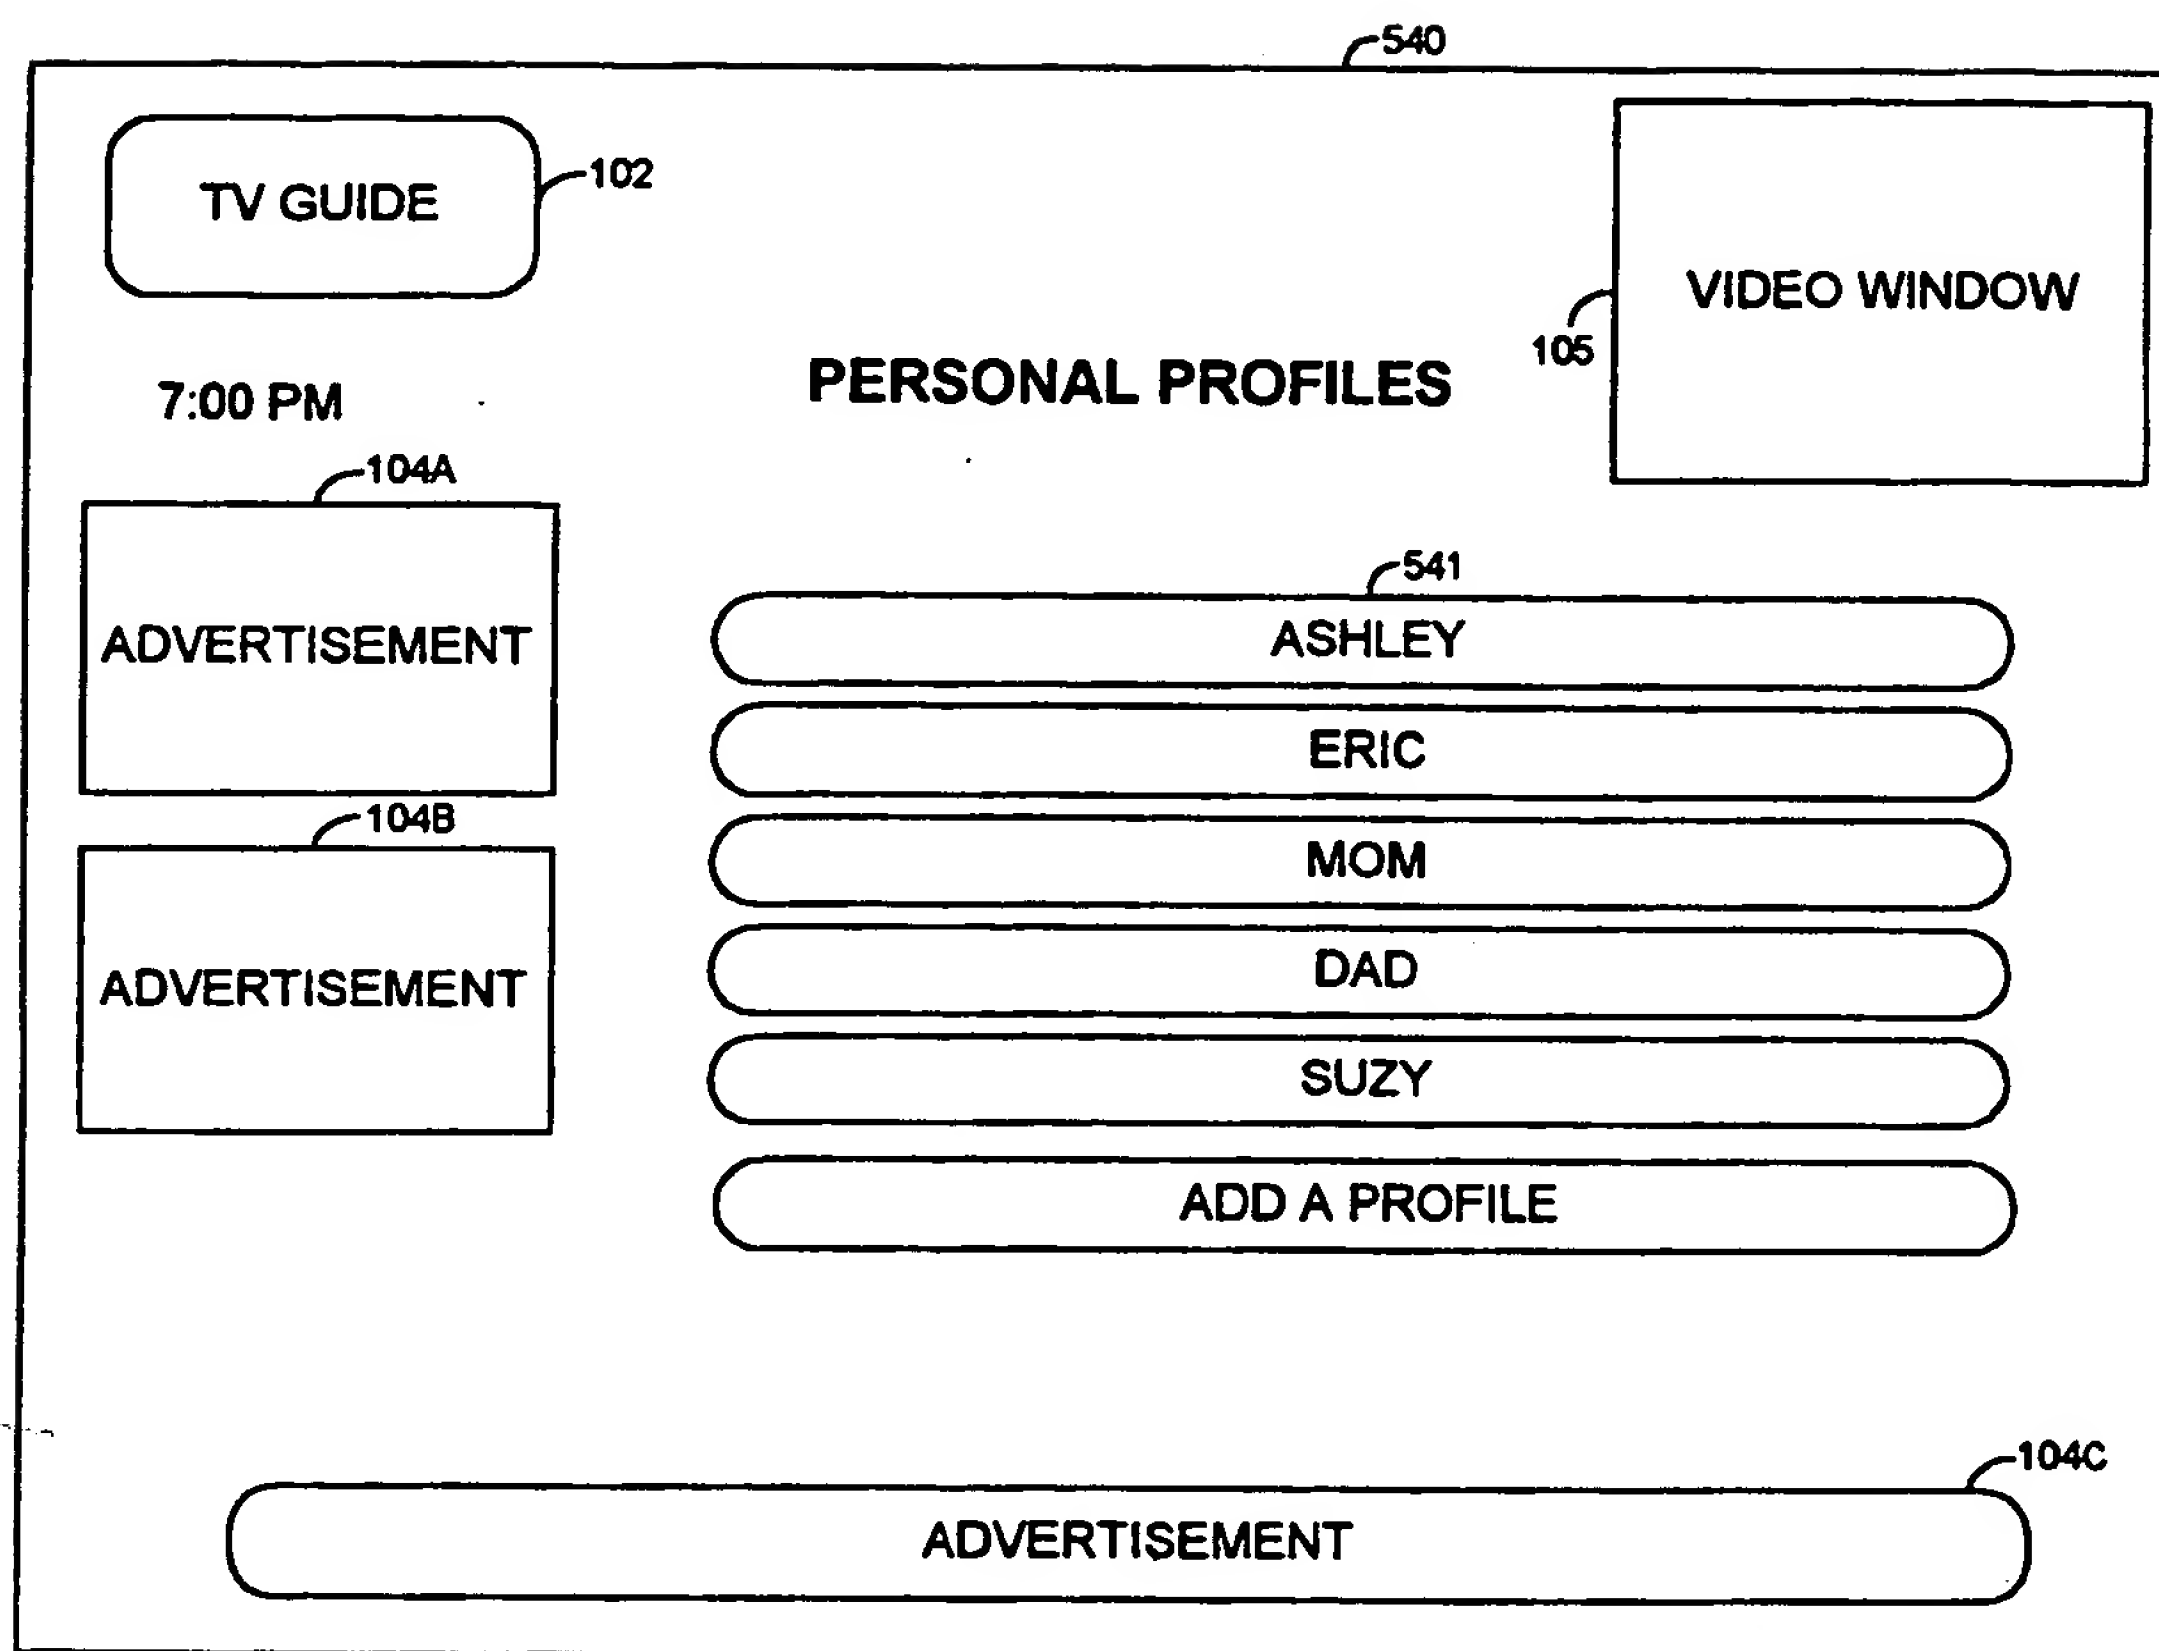 540
TV GUIDE
102
VIDEO WINDOW
105
PERSONAL PROFILES
7:00 PM
104A
ADVERTISEMENT
541
ASHLEY
ERIC
MOM
104B
ADVERTISEMENT
DAD
SUZY
ADD A PROFILE
104C
ADVERTISEMENT